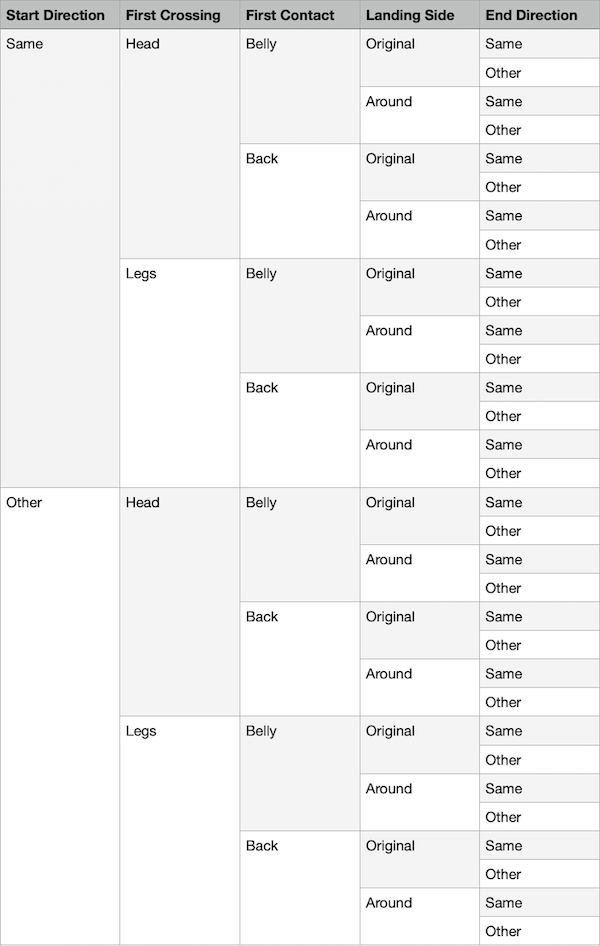 Start Direction First Crossing First Contact Landing Side End Direction
Same Head Belly Original Same
Other
Around Same
Other
Back Original Same
Other
Around Same
Other
Legs Belly Original Same
Other
Around Same
Other
Back Original Same
Other
Around Same
Other
Other Head Belly Original Same
Other
Around Same
Other
Back Original Same
Other
Around Same
Other
Legs Belly Original Same
Other
Around Same
Other
Back Original Same
Other
Around Same
Other